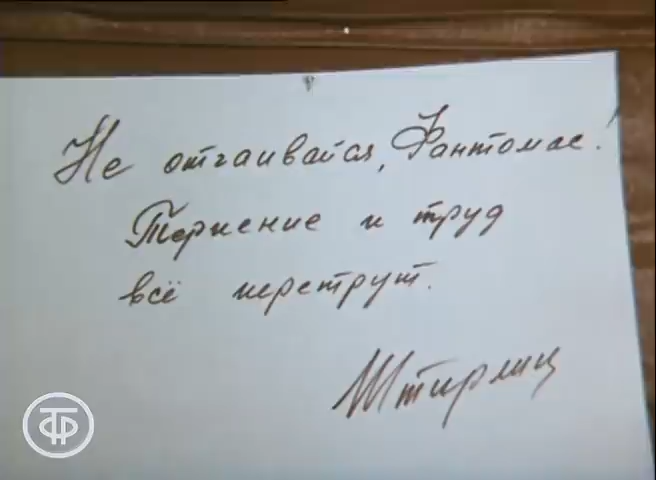 Не отчаивайся, Фантомас!
Терпение и труд
всё перетрут.
Штирлиц